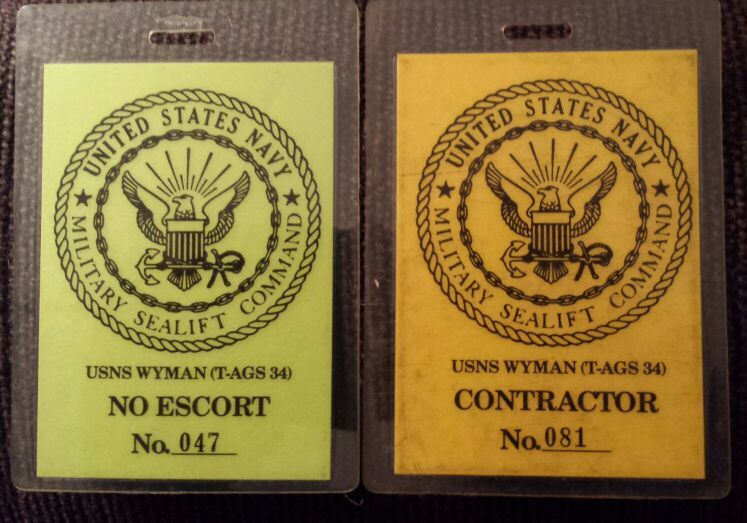 UNITED STATES NAVY
MILITARY SEALIFT COMMAND
USNS WYMAN (T-AGS 34)
NO ESCORT
No. 047
UNITED STATES NAVY
MILITARY SEALIFT COMMAND
USNS WYMAN (T-AGS 34)
CONTRACTOR
No. 081